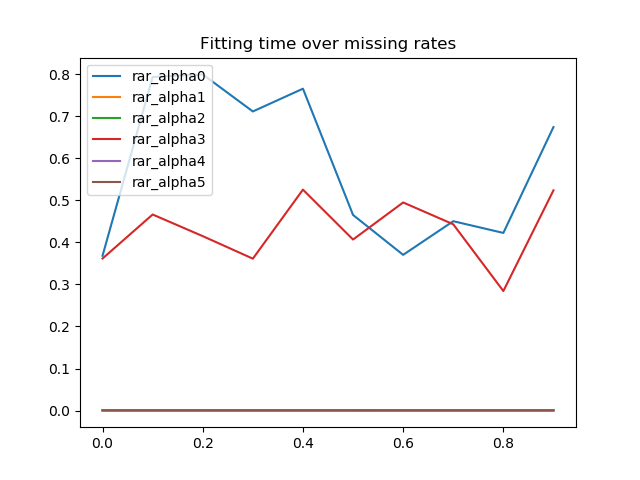 Fitting time over missing rates
rar_alpha0
rar_alpha1
rar_alpha2
rar_alpha3
rar_alpha4
rar_alpha5
0.8
0.7
0.6
0.5
0.4
0.3
0.2
0.1
0.0
0.0 0.2 0.4 0.6 0.8